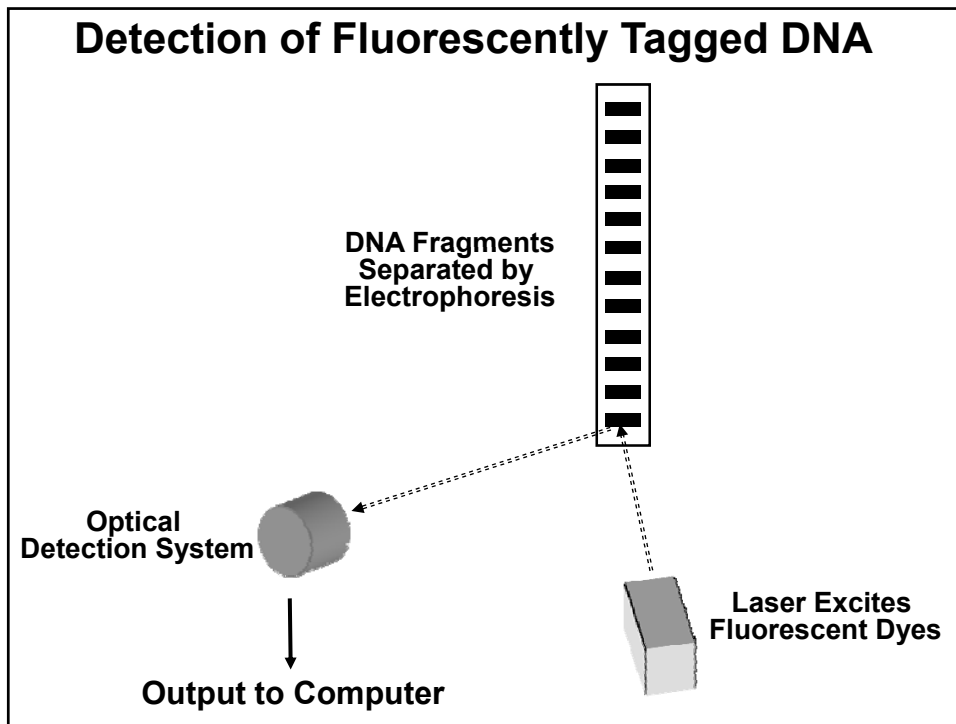 Detection of Fluorescently Tagged DNA
DNA Fragments
Separated by
Electrophoresis
Optical
Detection System
Laser Excites
Fluorescent Dyes
Output to Computer